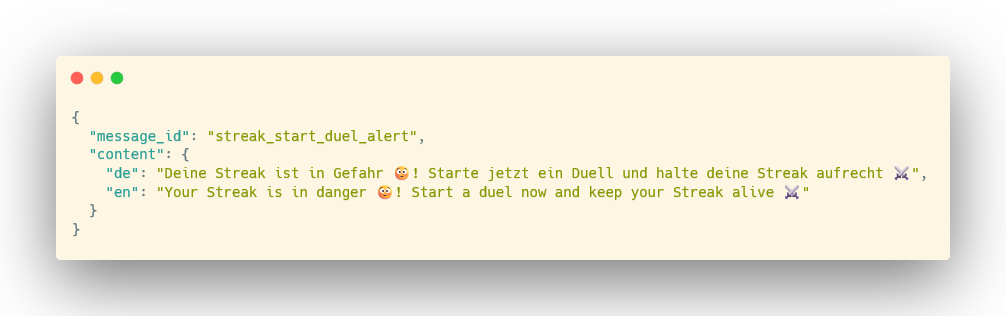 {
  "message_id": "streak_start_duel_alert",
  "content": {
    "de": "Deine Streak ist in Gefahr 🤕! Starte jetzt ein Duell und halte deine Streak aufrecht ⚔️",
    "en": "Your Streak is in danger 🤕! Start a duel now and keep your Streak alive ⚔️"
  }
}